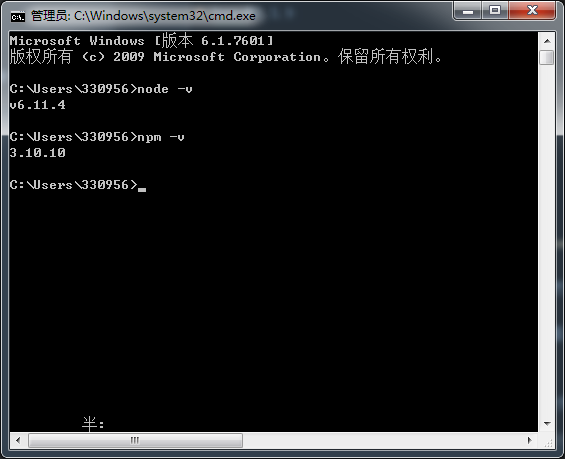 管理员: C:\Windows\system32\cmd.exe
Microsoft Windows [版本 6.1.7601]
版权所有 (c) 2009 Microsoft Corporation。保留所有权利。
C:\Users\330956>node -v
v6.11.4
C:\Users\330956>npm -v
3.10.10
C:\Users\330956>
半: